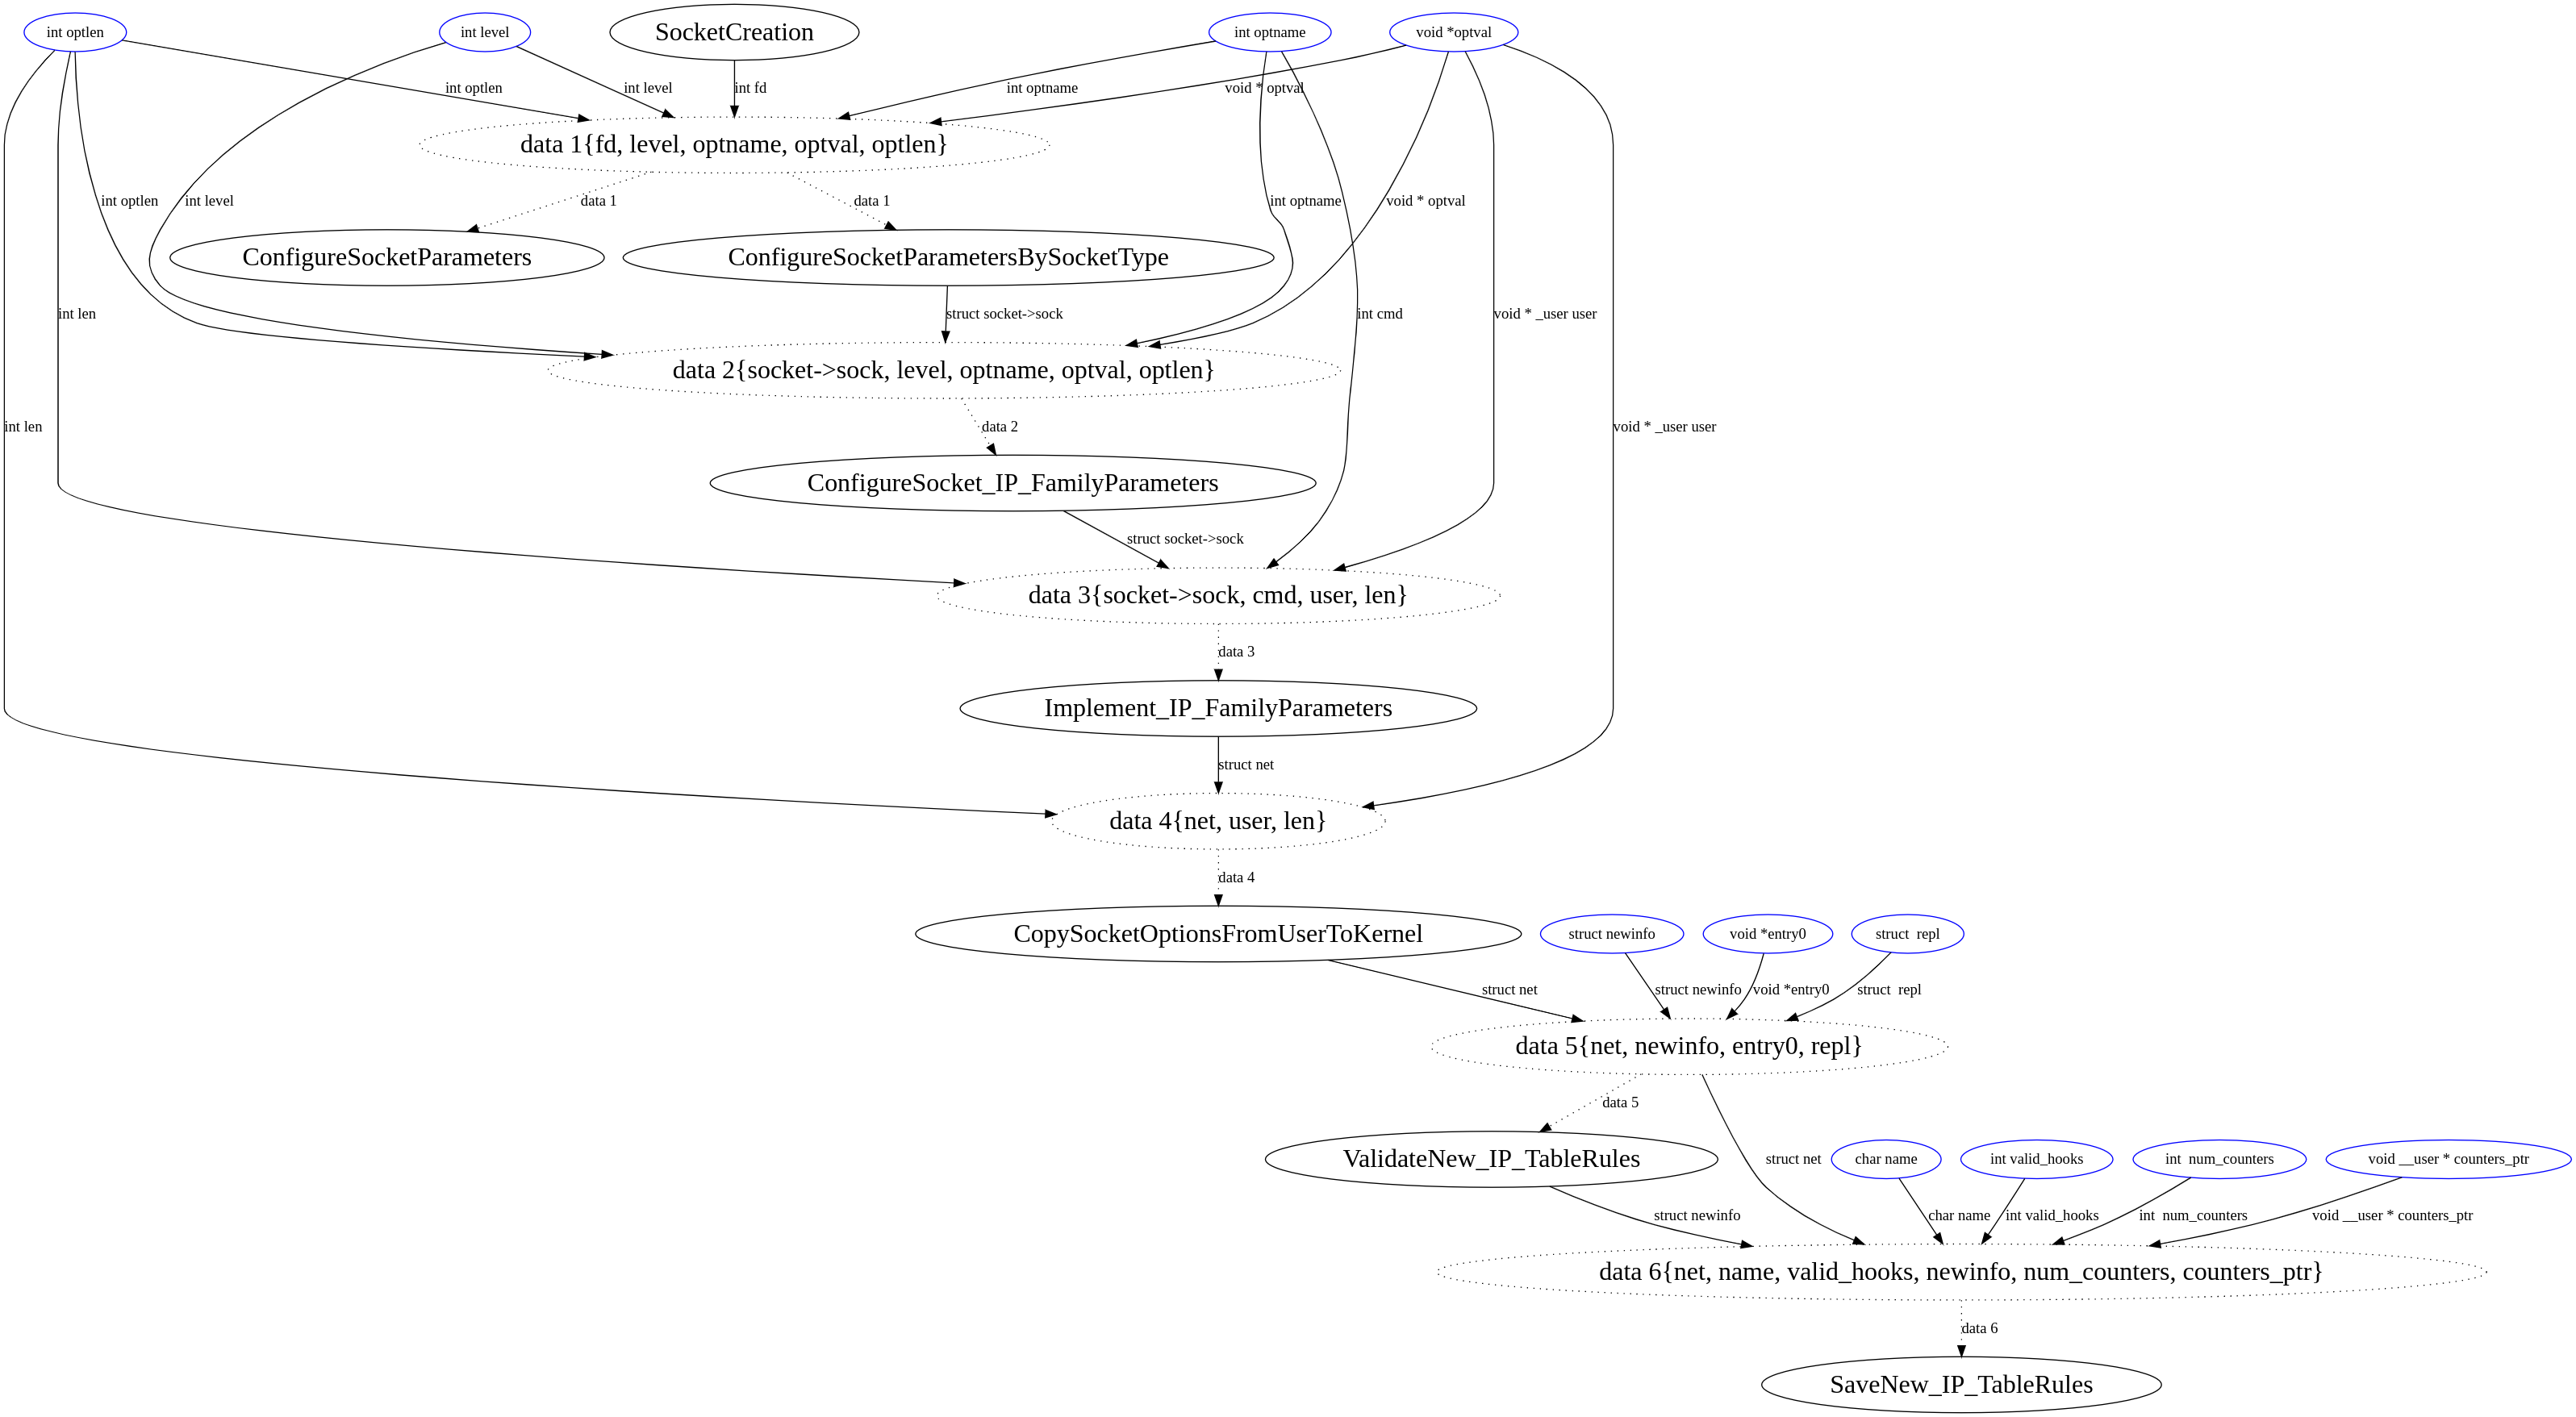 int optlen
int level
SocketCreation
int optname
void *optval
int optlen
int level
int fd
int optname
void * optval
data 1{fd, level, optname, optval, optlen}
int optlen
int level
data 1
data 1
int optname
void * optval
ConfigureSocketParameters
ConfigureSocketParametersBySocketType
int len
struct socket->sock
int cmd
void * _user user
data 2{socket->sock, level, optname, optval, optlen}
int len
data 2
void * _user user
ConfigureSocket_IP_FamilyParameters
struct socket->sock
data 3{socket->sock, cmd, user, len}
data 3
Implement_IP_FamilyParameters
struct net
data 4{net, user, len}
data 4
CopySocketOptionsFromUserToKernel
struct newinfo
void *entry0
struct  repl
struct net
struct newinfo
void *entry0
struct  repl
data 5{net, newinfo, entry0, repl}
data 5
ValidateNew_IP_TableRules
struct net
char name
int valid_hooks
int  num_counters
void __user * counters_ptr
struct newinfo
char name
int valid_hooks
int  num_counters
void __user * counters_ptr
data 6{net, name, valid_hooks, newinfo, num_counters, counters_ptr}
data 6
SaveNew_IP_TableRules